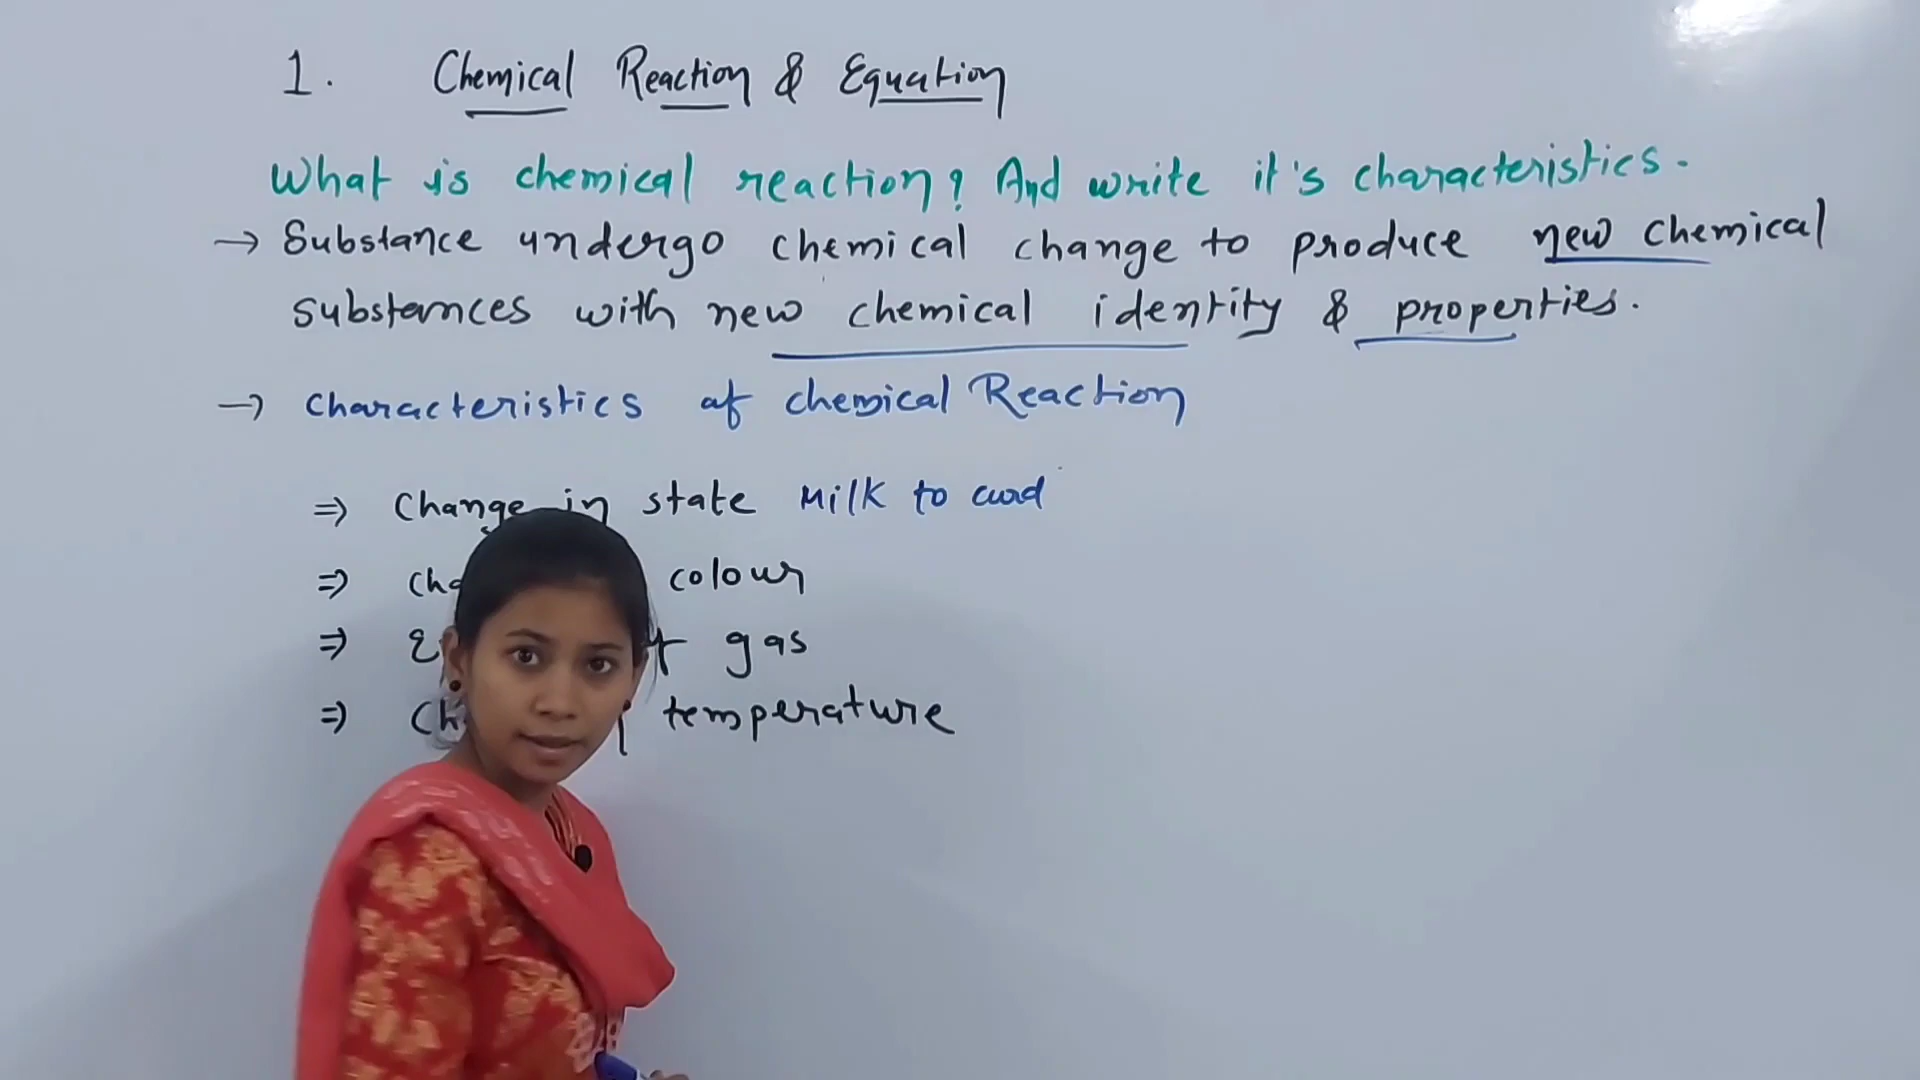 1. Chemical Reaction & Equation
What is chemical reaction? And write it's characteristics.
→ Substance undergo chemical change to produce new chemical
substances with new chemical identity & properties.
→ Characteristics of chemical Reaction
⇒ Change in state Milk to curd
⇒ colour
⇒ gas
⇒ temperature